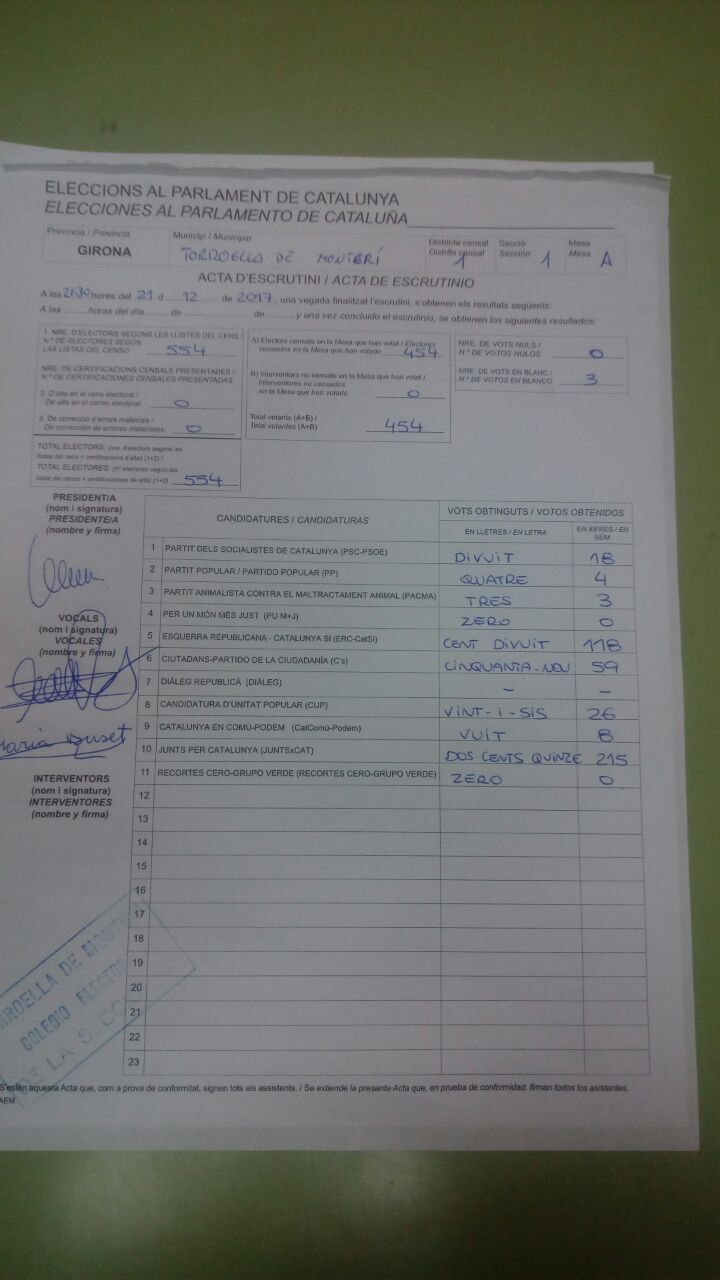 ELECCIONS AL PARLAMENT DE CATALUNYA
ELECCIONES AL PARLAMENTO DE CATALUÑA
Província / Provincia
GIRONA
Municipi / Municipio
TORROELLA DE MONTGRÍ
Districte censal
Distrito censal
1
Secció
Sección
1
Mesa
Mesa
A
ACTA D'ESCRUTINI / ACTA DE ESCRUTINIO
A les 21:30 hores del 21 d 12 de 2017, una vegada finalitzat l'escrutini, s'obtenen els resultats següents:
A las ........ horas del día ........ de ........ de ........, y una vez concluido el escrutinio, se obtienen los siguientes resultados:
1. NRE. D'ELECTORS SEGONS LES LLISTES DEL CENS /
N.º DE ELECTORES SEGÚN
LAS LISTAS DEL CENSO 554
NRE. DE CERTIFICACIONS CENSALS PRESENTADES /
N.º DE CERTIFICACIONES CENSALES PRESENTADAS
2. D'alta en el cens electoral /
De alta en el censo electoral: 0
3. De correcció d'errors materials /
De corrección de errores materiales: 0
TOTAL ELECTORS: (nre. d'electors segons les
llistes del cens + certificacions d'alta) (1+2) /
TOTAL ELECTORES: (nº electores según las
listas del censo + certificaciones de alta) (1+2) 554
A) Electors censats en la Mesa que han votat / Electores
censados en la Mesa que han votado 454
B) Interventors no censats en la Mesa que han votat /
Interventores no censados
en la Mesa que han votado 0
Total votants (A+B) /
Total votantes (A+B) 454
NRE. DE VOTS NULS /
N.º DE VOTOS NULOS 0
NRE. DE VOTS EN BLANC /
N.º DE VOTOS EN BLANCO 3
PRESIDENT/A
(nom i signatura)
PRESIDENTE/A
(nombre y firma)
VOCALS
(nom i signatura)
VOCALES
(nombre y firma)
INTERVENTORS
(nom i signatura)
INTERVENTORES
(nombre y firma)
CANDIDATURES / CANDIDATURAS
VOTS OBTINGUTS / VOTOS OBTENIDOS
EN LLETRES / EN LETRA
EN XIFRES / EN NÚM.
1 PARTIT DELS SOCIALISTES DE CATALUNYA (PSC-PSOE) DIVUIT 18
2 PARTIT POPULAR / PARTIDO POPULAR (PP) QUATRE 4
3 PARTIT ANIMALISTA CONTRA EL MALTRACTAMENT ANIMAL (PACMA) TRES 3
4 PER UN MÓN MÉS JUST (PU M+J) ZERO 0
5 ESQUERRA REPUBLICANA - CATALUNYA SÍ (ERC-CatSí) CENT DIVUIT 118
6 CIUTADANS-PARTIDO DE LA CIUDADANÍA (C's) CINQUANTA-NOU 59
7 DIÀLEG REPUBLICÀ (DIÀLEG) - -
8 CANDIDATURA D'UNITAT POPULAR (CUP) VINT-I-SIS 26
9 CATALUNYA EN COMÚ-PODEM (CatComú-Podem) VUIT 8
10 JUNTS PER CATALUNYA (JUNTSxCAT) DOS CENTS QUINZE 215
11 RECORTES CERO-GRUPO VERDE (RECORTES CERO-GRUPO VERDE) ZERO 0
12
13
14
15
16
17
18
19
20
21
22
23
S'estén aquesta Acta que, com a prova de conformitat, signen tots els assistents. / Se extiende la presente Acta que, en prueba de conformidad, firman todos los asistentes.
AEM